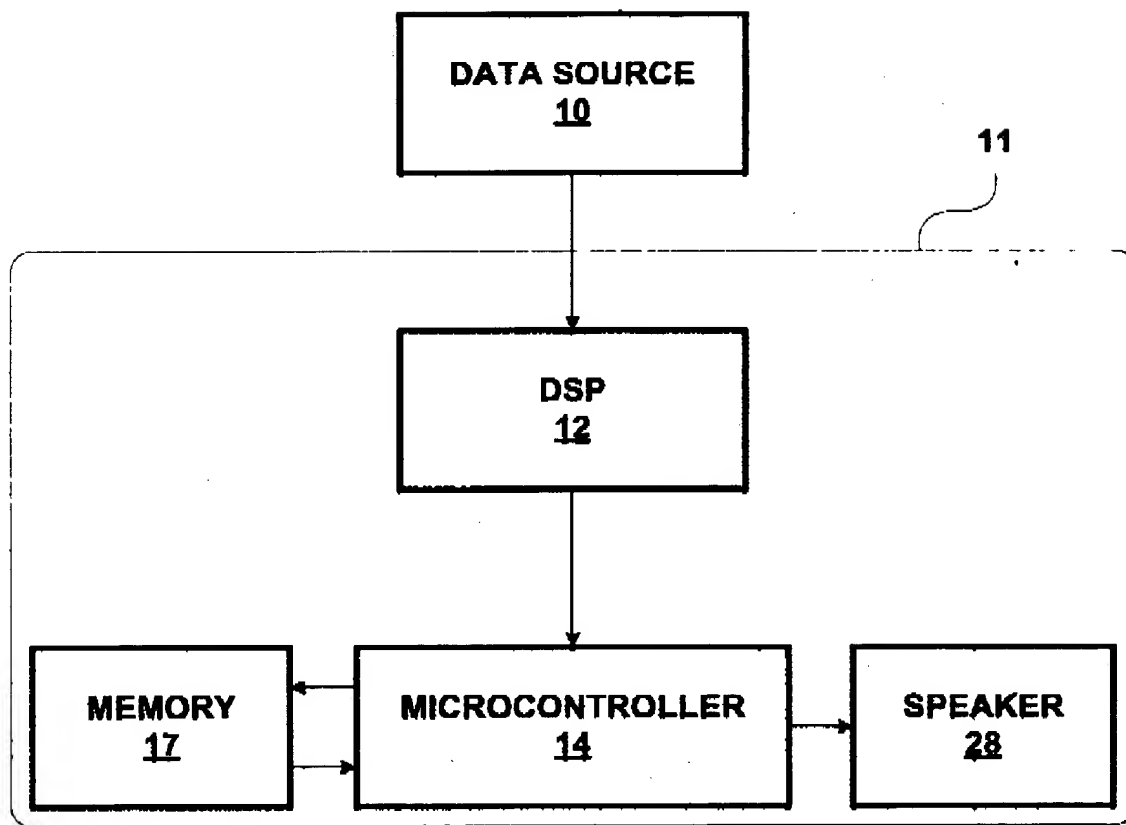 DATA SOURCE
10
11
DSP
12
MEMORY
17
MICROCONTROLLER
14
SPEAKER
28